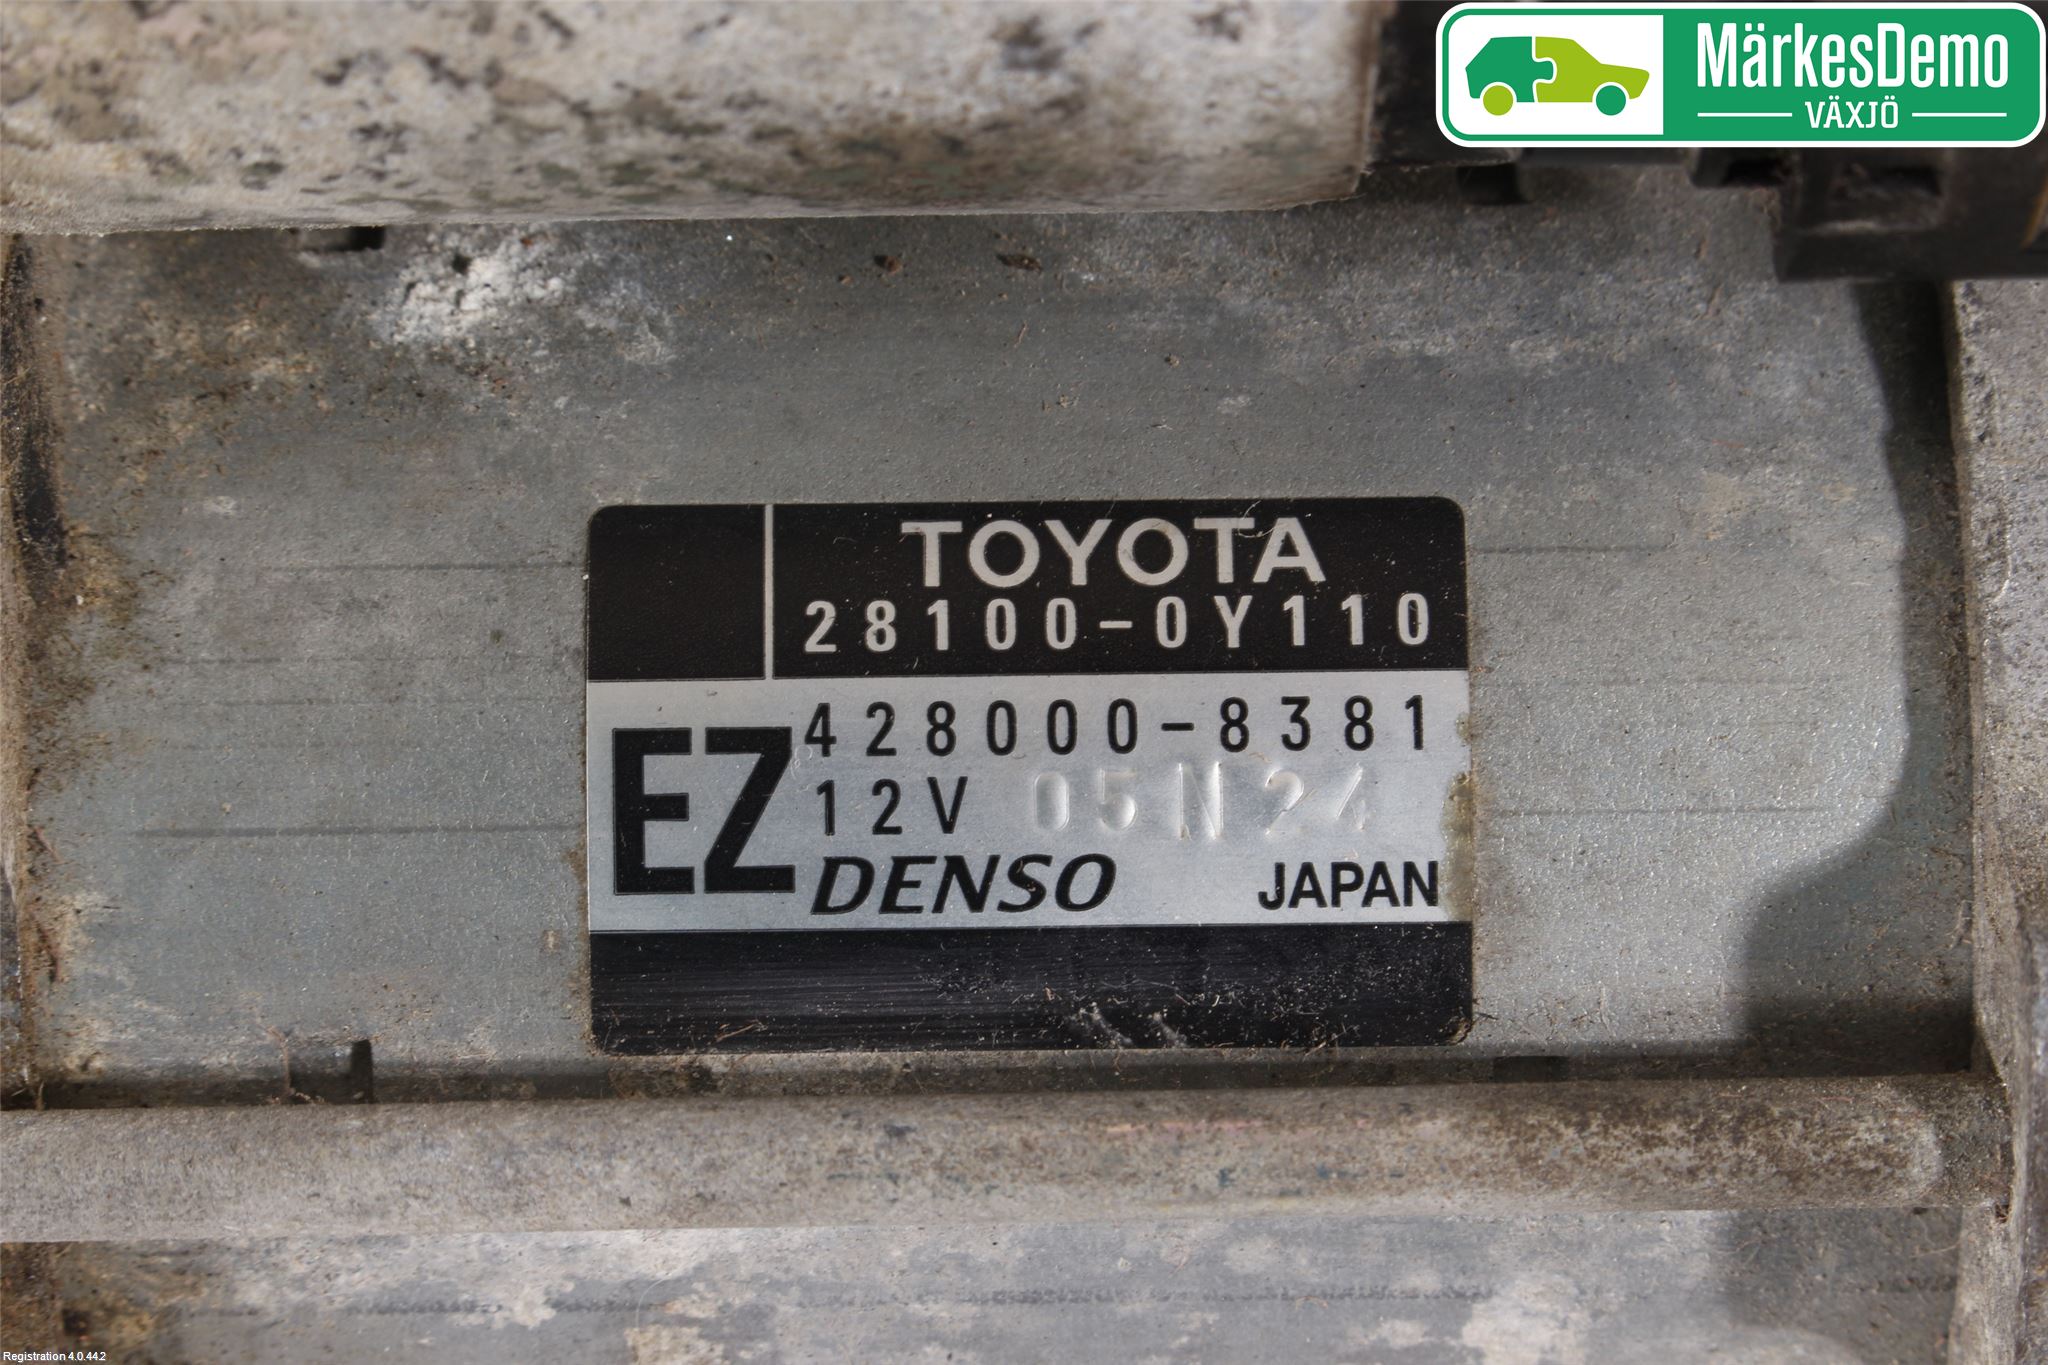 MärkesDemo
VÄXJÖ
TOYOTA
28100-0Y110
EZ
428000-8381
12V 05N24
DENSO JAPAN
Registration 4.0.44.2